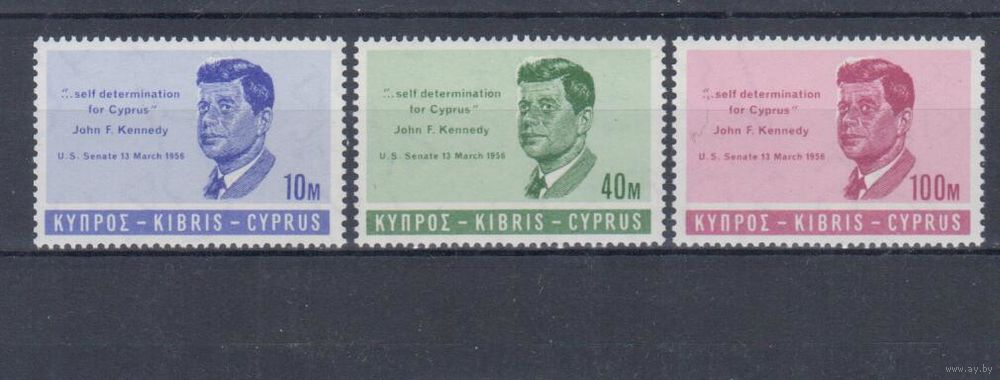 "...self determination
for Cyprus"
John F. Kennedy
U.S. Senate 13 March 1956
10M
ΚΥΠΡΟΣ – KIBRIS – CYPRUS
"...self determination
for Cyprus"
John F. Kennedy
U.S. Senate 13 March 1956
40M
ΚΥΠΡΟΣ – KIBRIS – CYPRUS
"...self determination
for Cyprus"
John F. Kennedy
U.S. Senate 13 March 1956
100M
ΚΥΠΡΟΣ – KIBRIS – CYPRUS
www.ay.by